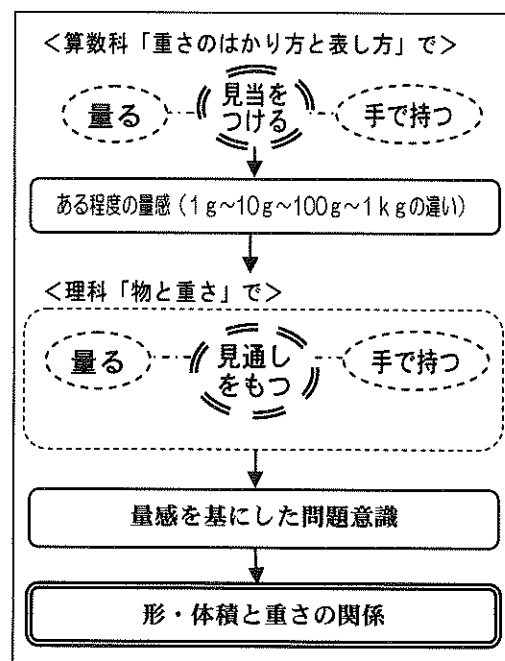 ＜算数科「重さのはかり方と表し方」で＞
量る
見当を
つける
手で持つ
ある程度の量感（1g～10g～100g～1kgの違い）
＜理科「物と重さ」で＞
量る
見通し
をもつ
手で持つ
量感を基にした問題意識
形・体積と重さの関係